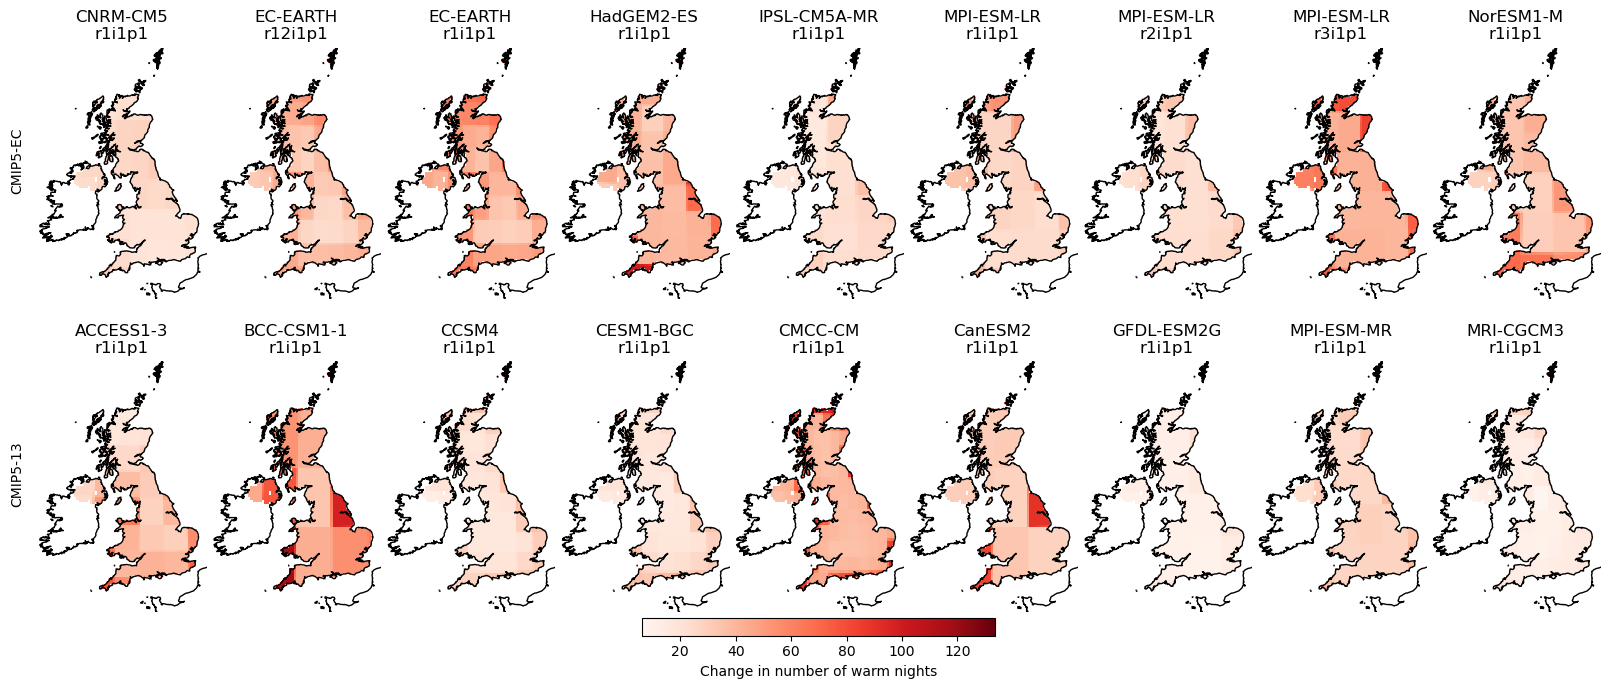 CNRM-CM5
r1i1p1
EC-EARTH
r12i1p1
EC-EARTH
r1i1p1
HadGEM2-ES
r1i1p1
IPSL-CM5A-MR
r1i1p1
MPI-ESM-LR
r1i1p1
MPI-ESM-LR
r2i1p1
MPI-ESM-LR
r3i1p1
NorESM1-M
r1i1p1
CMIP5-EC
ACCESS1-3
r1i1p1
BCC-CSM1-1
r1i1p1
CCSM4
r1i1p1
CESM1-BGC
r1i1p1
CMCC-CM
r1i1p1
CanESM2
r1i1p1
GFDL-ESM2G
r1i1p1
MPI-ESM-MR
r1i1p1
MRI-CGCM3
r1i1p1
CMIP5-13
20 40 60 80 100 120
Change in number of warm nights